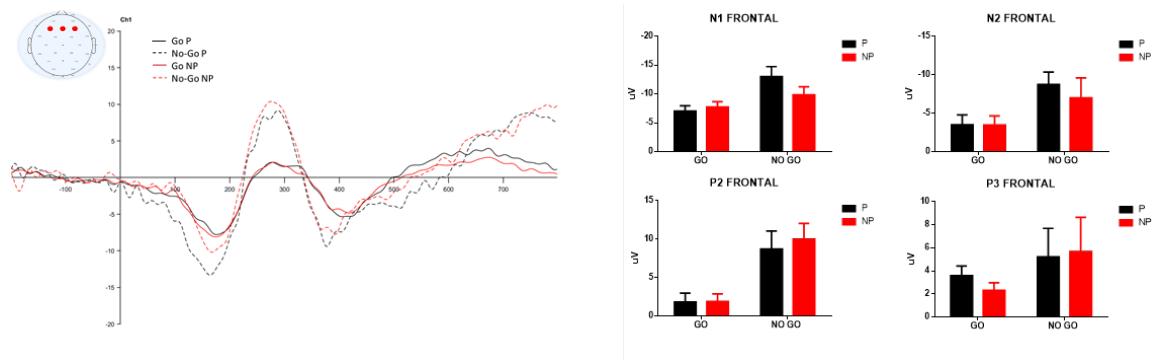 Ch1
20
15
10
5
0
-5
-10
-15
-20
-100
100
200
300
400
500
600
700
Go P
No-Go P
Go NP
No-Go NP
N1 FRONTAL
-20
-15
-10
-5
0
uV
GO
NO GO
P
NP
N2 FRONTAL
-15
-10
-5
0
uV
GO
NO GO
P
NP
P2 FRONTAL
15
10
5
0
uV
GO
NO GO
P
NP
P3 FRONTAL
10
8
6
4
2
0
uV
GO
NO GO
P
NP